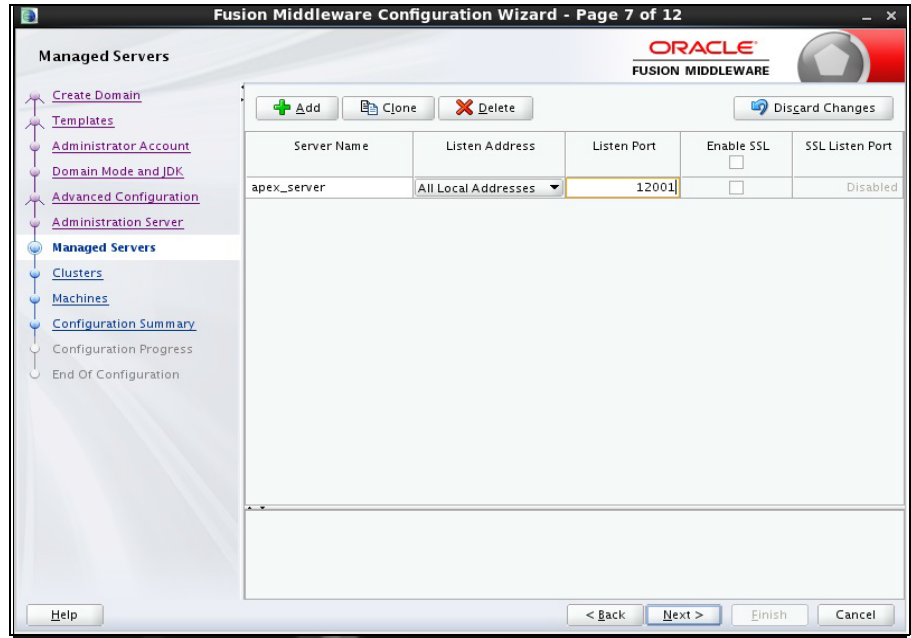 Fusion Middleware Configuration Wizard - Page 7 of 12
Managed Servers
ORACLE
FUSION MIDDLEWARE
Create Domain
Templates
Administrator Account
Domain Mode and JDK
Advanced Configuration
Administration Server
Managed Servers
Clusters
Machines
Configuration Summary
Configuration Progress
End Of Configuration
Add Clone Delete Discard Changes
Server Name Listen Address Listen Port Enable SSL SSL Listen Port
apex_server All Local Addresses 12001 Disabled
Help < Back Next > Finish Cancel